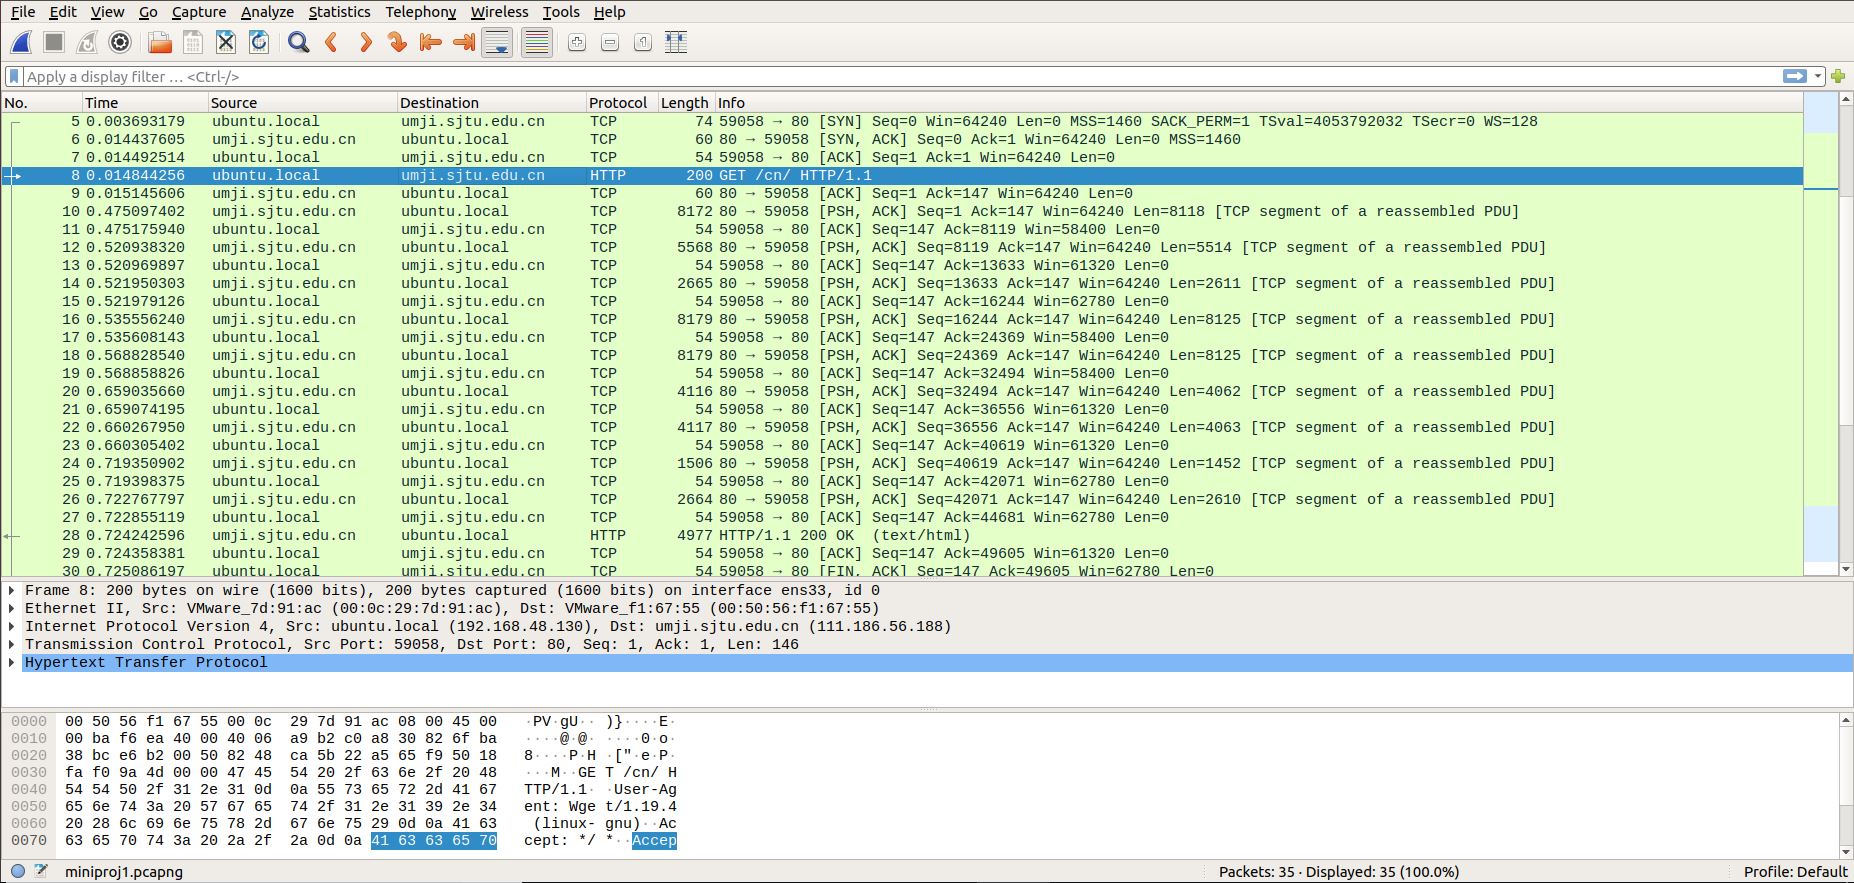 File Edit View Go Capture Analyze Statistics Telephony Wireless Tools Help
Apply a display filter … <Ctrl-/>
No. Time Source Destination Protocol Length Info
5 0.003693179 ubuntu.local umji.sjtu.edu.cn TCP 74 59058 → 80 [SYN] Seq=0 Win=64240 Len=0 MSS=1460 SACK_PERM=1 TSval=4053792032 TSecr=0 WS=128
6 0.014437605 umji.sjtu.edu.cn ubuntu.local TCP 60 80 → 59058 [SYN, ACK] Seq=0 Ack=1 Win=64240 Len=0 MSS=1460
7 0.014492514 ubuntu.local umji.sjtu.edu.cn TCP 54 59058 → 80 [ACK] Seq=1 Ack=1 Win=64240 Len=0
8 0.014844256 ubuntu.local umji.sjtu.edu.cn HTTP 200 GET /cn/ HTTP/1.1
9 0.015145606 umji.sjtu.edu.cn ubuntu.local TCP 60 80 → 59058 [ACK] Seq=1 Ack=147 Win=64240 Len=0
10 0.475097402 umji.sjtu.edu.cn ubuntu.local TCP 8172 80 → 59058 [PSH, ACK] Seq=1 Ack=147 Win=64240 Len=8118 [TCP segment of a reassembled PDU]
11 0.475175940 ubuntu.local umji.sjtu.edu.cn TCP 54 59058 → 80 [ACK] Seq=147 Ack=8119 Win=58400 Len=0
12 0.520938320 umji.sjtu.edu.cn ubuntu.local TCP 5568 80 → 59058 [PSH, ACK] Seq=8119 Ack=147 Win=64240 Len=5514 [TCP segment of a reassembled PDU]
13 0.520969897 ubuntu.local umji.sjtu.edu.cn TCP 54 59058 → 80 [ACK] Seq=147 Ack=13633 Win=61320 Len=0
14 0.521950303 umji.sjtu.edu.cn ubuntu.local TCP 2665 80 → 59058 [PSH, ACK] Seq=13633 Ack=147 Win=64240 Len=2611 [TCP segment of a reassembled PDU]
15 0.521979126 ubuntu.local umji.sjtu.edu.cn TCP 54 59058 → 80 [ACK] Seq=147 Ack=16244 Win=62780 Len=0
16 0.535556240 umji.sjtu.edu.cn ubuntu.local TCP 8179 80 → 59058 [PSH, ACK] Seq=16244 Ack=147 Win=64240 Len=8125 [TCP segment of a reassembled PDU]
17 0.535608143 ubuntu.local umji.sjtu.edu.cn TCP 54 59058 → 80 [ACK] Seq=147 Ack=24369 Win=58400 Len=0
18 0.568828540 umji.sjtu.edu.cn ubuntu.local TCP 8179 80 → 59058 [PSH, ACK] Seq=24369 Ack=147 Win=64240 Len=8125 [TCP segment of a reassembled PDU]
19 0.568858826 ubuntu.local umji.sjtu.edu.cn TCP 54 59058 → 80 [ACK] Seq=147 Ack=32494 Win=58400 Len=0
20 0.659035660 umji.sjtu.edu.cn ubuntu.local TCP 4116 80 → 59058 [PSH, ACK] Seq=32494 Ack=147 Win=64240 Len=4062 [TCP segment of a reassembled PDU]
21 0.659074195 ubuntu.local umji.sjtu.edu.cn TCP 54 59058 → 80 [ACK] Seq=147 Ack=36556 Win=61320 Len=0
22 0.660267950 umji.sjtu.edu.cn ubuntu.local TCP 4117 80 → 59058 [PSH, ACK] Seq=36556 Ack=147 Win=64240 Len=4063 [TCP segment of a reassembled PDU]
23 0.660305402 ubuntu.local umji.sjtu.edu.cn TCP 54 59058 → 80 [ACK] Seq=147 Ack=40619 Win=61320 Len=0
24 0.719350902 umji.sjtu.edu.cn ubuntu.local TCP 1506 80 → 59058 [PSH, ACK] Seq=40619 Ack=147 Win=64240 Len=1452 [TCP segment of a reassembled PDU]
25 0.719398375 ubuntu.local umji.sjtu.edu.cn TCP 54 59058 → 80 [ACK] Seq=147 Ack=42071 Win=62780 Len=0
26 0.722767797 umji.sjtu.edu.cn ubuntu.local TCP 2664 80 → 59058 [PSH, ACK] Seq=42071 Ack=147 Win=64240 Len=2610 [TCP segment of a reassembled PDU]
27 0.722855119 ubuntu.local umji.sjtu.edu.cn TCP 54 59058 → 80 [ACK] Seq=147 Ack=44681 Win=62780 Len=0
28 0.724242596 umji.sjtu.edu.cn ubuntu.local HTTP 4977 HTTP/1.1 200 OK (text/html)
29 0.724358381 ubuntu.local umji.sjtu.edu.cn TCP 54 59058 → 80 [ACK] Seq=147 Ack=49605 Win=61320 Len=0
30 0.725086197 ubuntu.local umji.sjtu.edu.cn TCP 54 59058 → 80 [FIN, ACK] Seq=147 Ack=49605 Win=62780 Len=0
Frame 8: 200 bytes on wire (1600 bits), 200 bytes captured (1600 bits) on interface ens33, id 0
Ethernet II, Src: VMware_7d:91:ac (00:0c:29:7d:91:ac), Dst: VMware_f1:67:55 (00:50:56:f1:67:55)
Internet Protocol Version 4, Src: ubuntu.local (192.168.48.130), Dst: umji.sjtu.edu.cn (111.186.56.188)
Transmission Control Protocol, Src Port: 59058, Dst Port: 80, Seq: 1, Ack: 1, Len: 146
Hypertext Transfer Protocol
0000 00 50 56 f1 67 55 00 0c 29 7d 91 ac 08 00 45 00 ·PV·gU·· )}····E·
0010 00 ba f6 ea 40 00 40 06 a9 b2 c0 a8 30 82 6f ba ····@·@· ····0·o·
0020 38 bc e6 b2 00 50 82 48 ca 5b 22 a5 65 f9 50 18 8····P·H ·["·e·P·
0030 fa f0 9a 4d 00 00 47 45 54 20 2f 63 6e 2f 20 48 ···M··GE T /cn/ H
0040 54 54 50 2f 31 2e 31 0d 0a 55 73 65 72 2d 41 67 TTP/1.1· ·User-Ag
0050 65 6e 74 3a 20 57 67 65 74 2f 31 2e 31 39 2e 34 ent: Wge t/1.19.4
0060 20 28 6c 69 6e 75 78 2d 67 6e 75 29 0d 0a 41 63 (linux- gnu)··Ac
0070 63 65 70 74 3a 20 2a 2f 2a 0d 0a 41 63 63 65 70 cept: */ *··Accep
miniproj1.pcapng Packets: 35 · Displayed: 35 (100.0%) Profile: Default